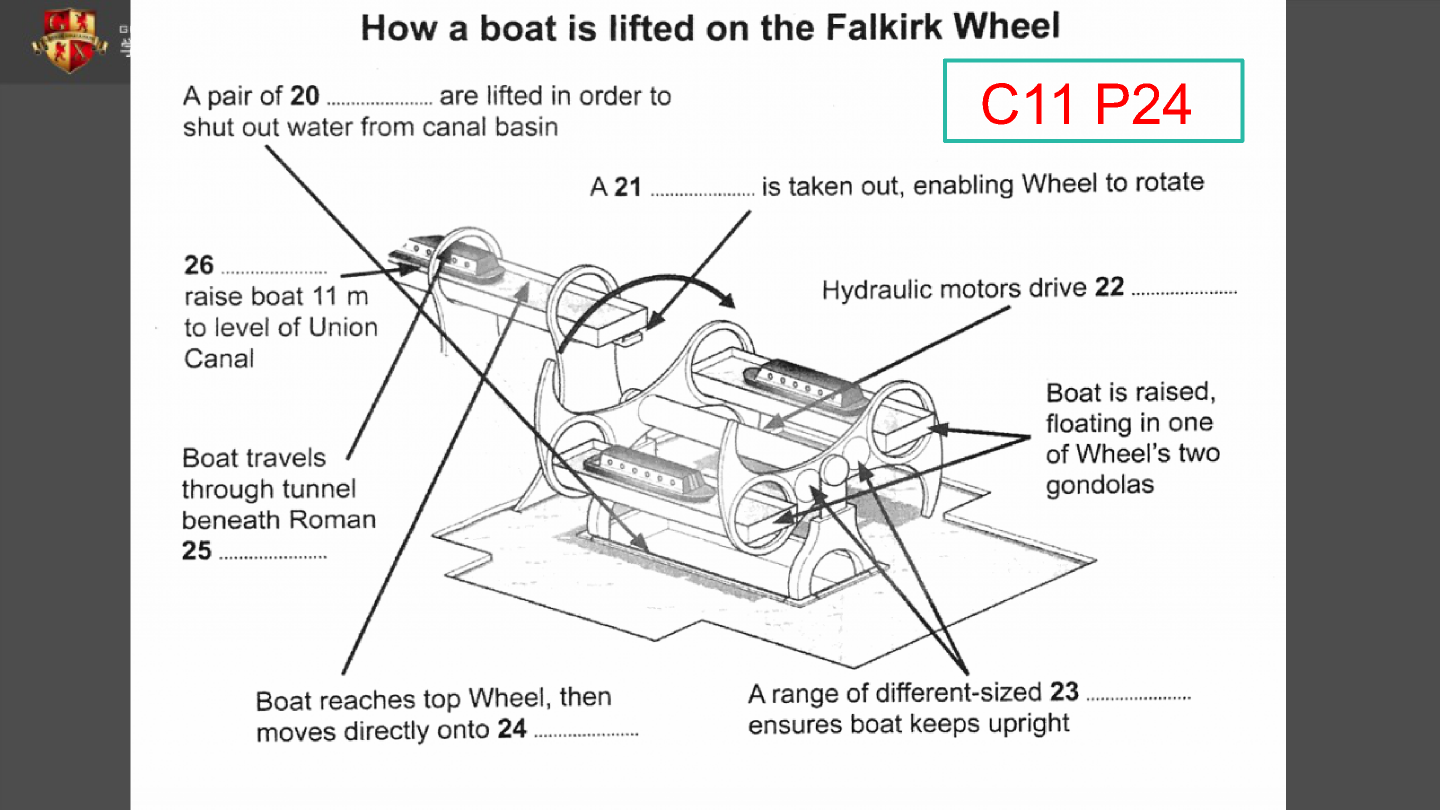 How a boat is lifted on the Falkirk Wheel
C11 P24
A pair of 20 ..................... are lifted in order to
shut out water from canal basin
A 21 ..................... is taken out, enabling Wheel to rotate
26 .....................
raise boat 11 m
to level of Union
Canal
Hydraulic motors drive 22 .....................
Boat is raised,
floating in one
of Wheel's two
gondolas
Boat travels
through tunnel
beneath Roman
25 .....................
Boat reaches top Wheel, then
moves directly onto 24 .....................
A range of different-sized 23 .....................
ensures boat keeps upright